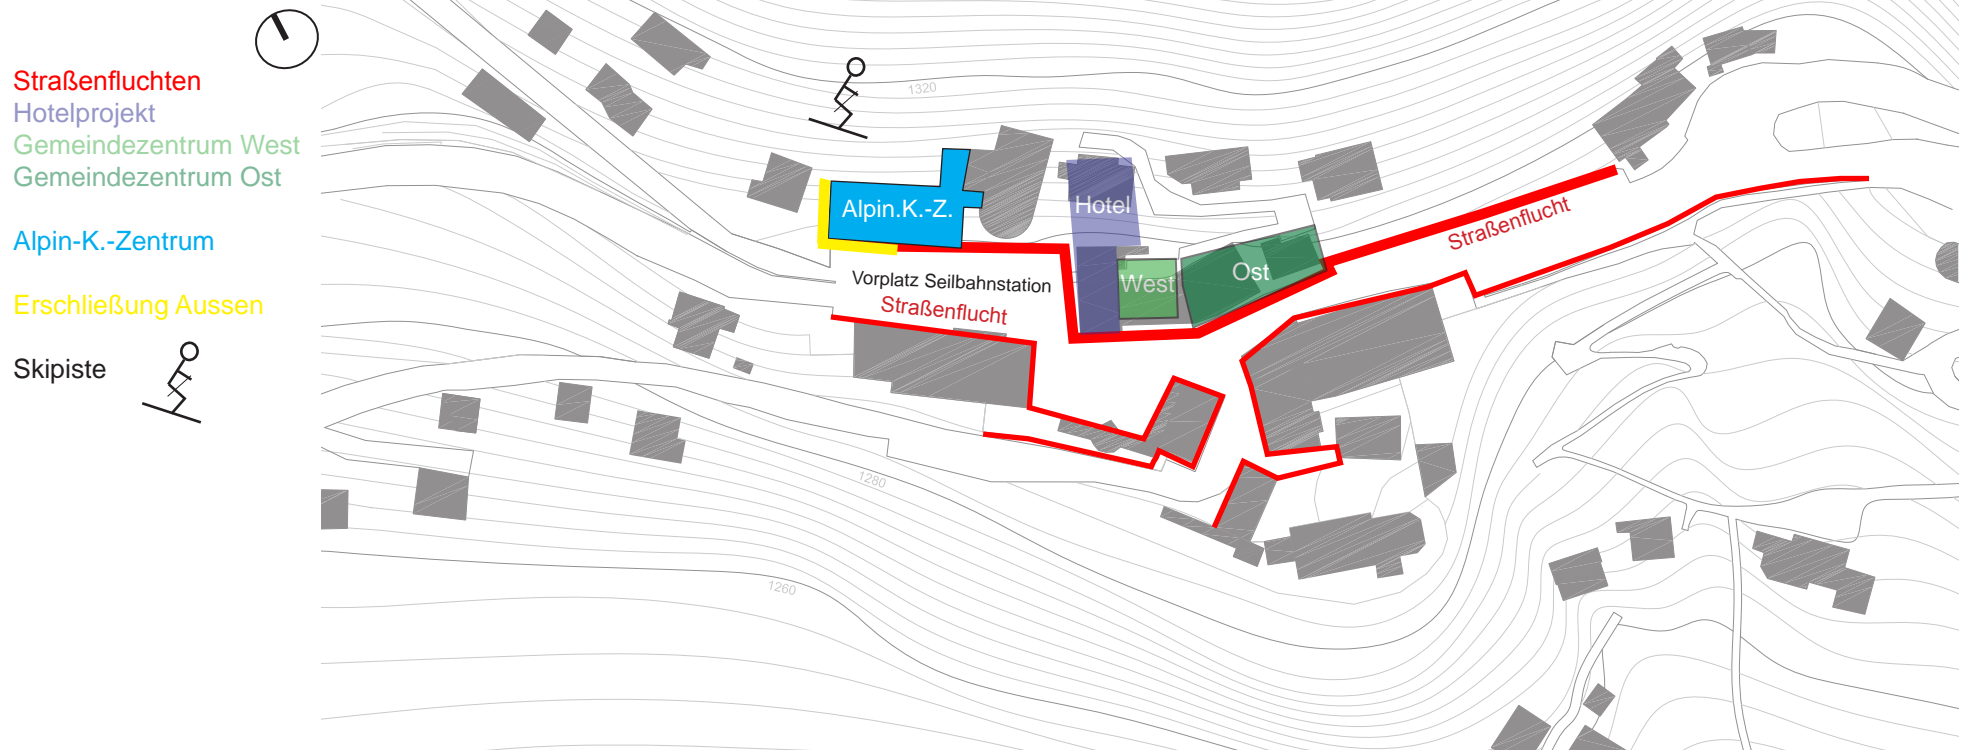 Straßenfluchten
Hotelprojekt
Gemeindezentrum West
Gemeindezentrum Ost
Alpin-K.-Zentrum
Erschließung Aussen
Skipiste
1320
Alpin.K.-Z.
Hotel
Straßenflucht
Vorplatz Seilbahnstation
West
Ost
Straßenflucht
1280
1260